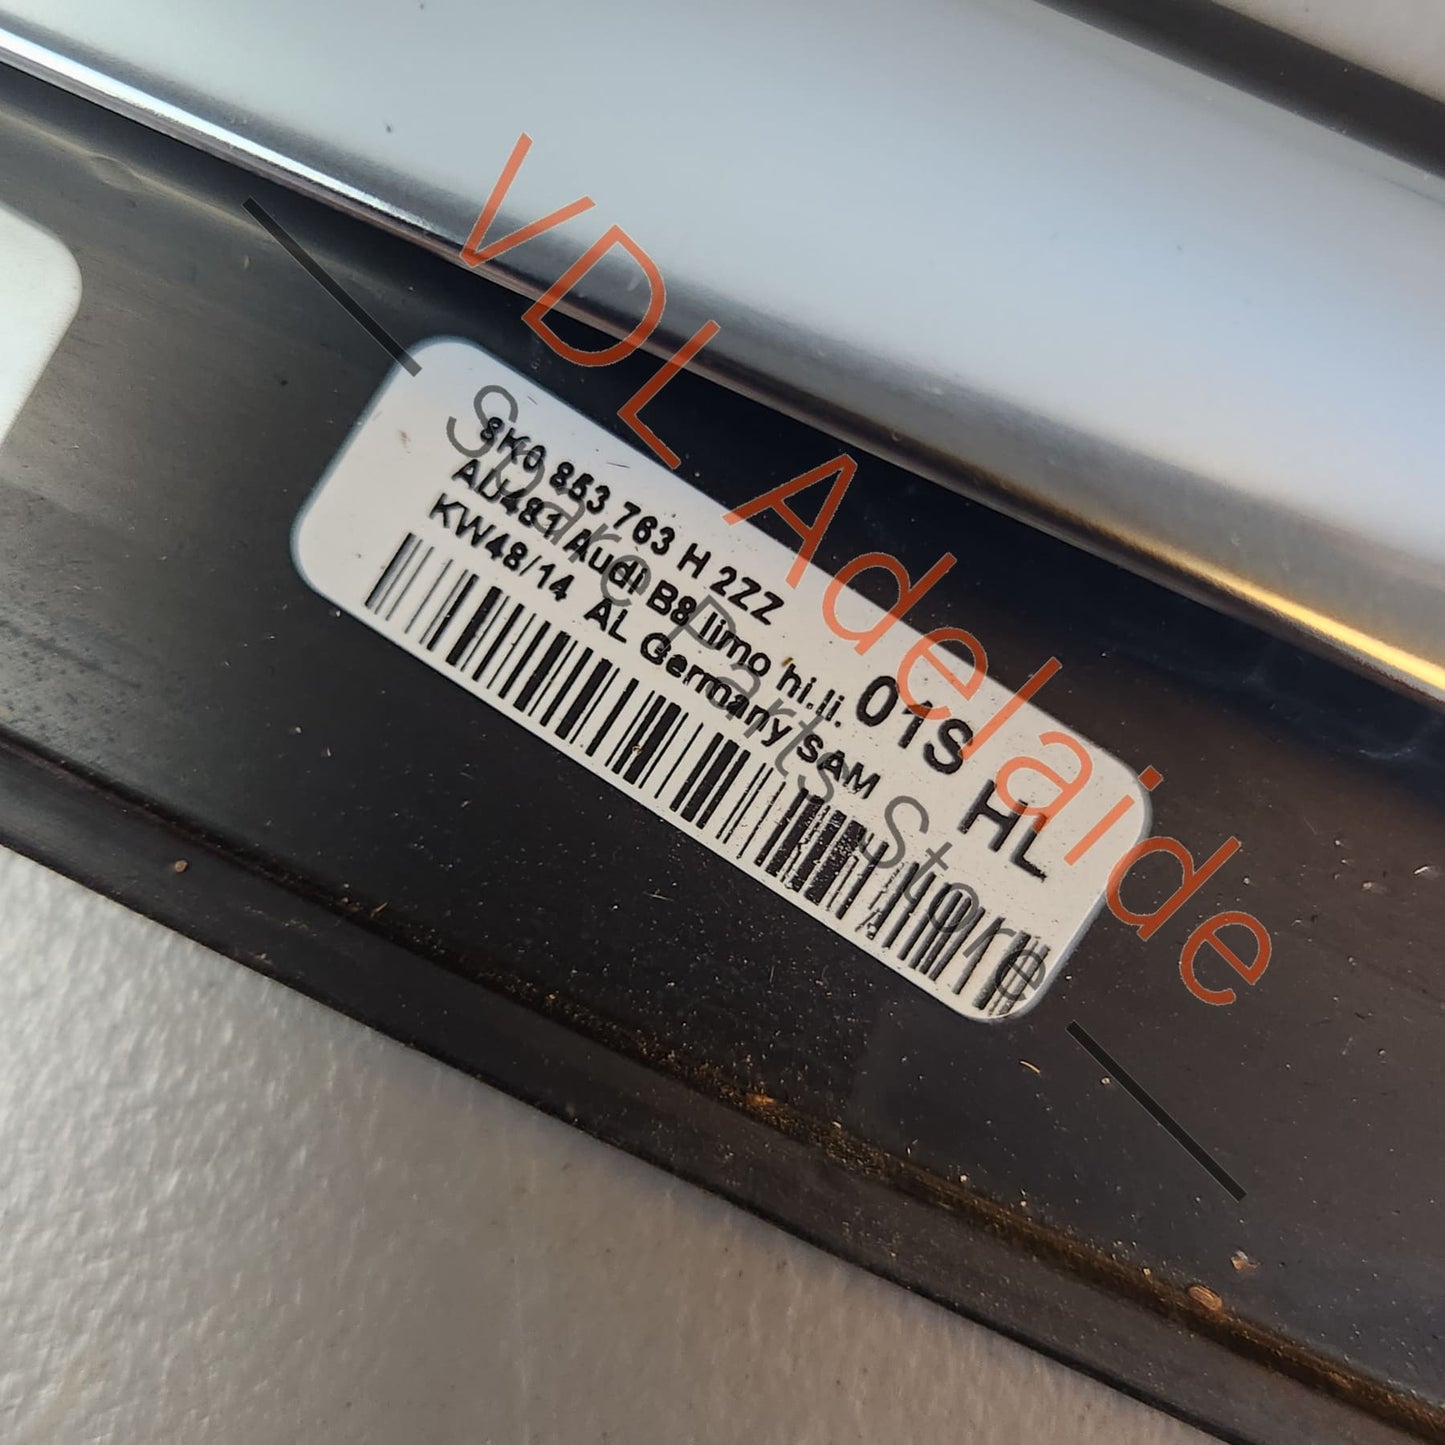 VDL Adelaide
Spare Parts Store
8K0 853 763 H 2ZZ
AU481/Audi B8 limo hi.li. 01S HL
KW48/14 AL Germany/SAM